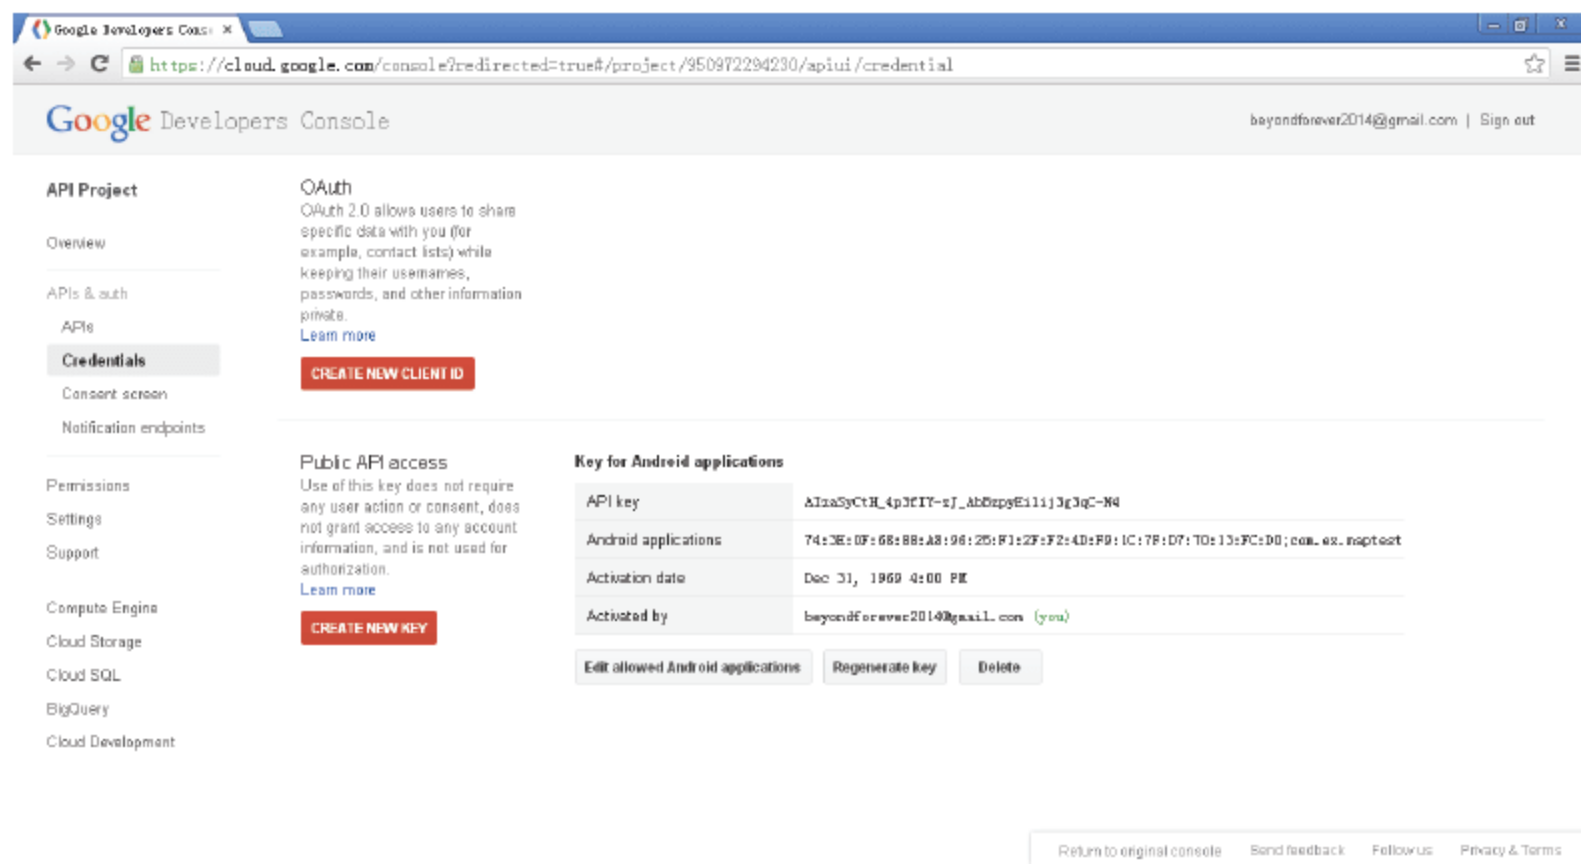 Google Developers Cons
https://cloud.google.com/console?redirected=true#/project/950972294230/apiui/credential
Google Developers Console
beyondforever2014@gmail.com | Sign out
API Project
Overview
APIs & auth
APIs
Credentials
Consent screen
Notification endpoints
Permissions
Settings
Support
Compute Engine
Cloud Storage
Cloud SQL
BigQuery
Cloud Development
OAuth
OAuth 2.0 allows users to share
specific data with you (for
example, contact lists) while
keeping their usernames,
passwords, and other information
private.
Learn more
CREATE NEW CLIENT ID
Public API access
Use of this key does not require
any user action or consent, does
not grant access to any account
information, and is not used for
authorization.
Learn more
CREATE NEW KEY
Key for Android applications
API key
Android applications
Activation date Dec 31, 1969 4:00 PM
Activated by beyondforever2014@gmail.com (you)
Edit allowed Android applications Regenerate key Delete
Return to original console Send feedback Follow us Privacy & Terms